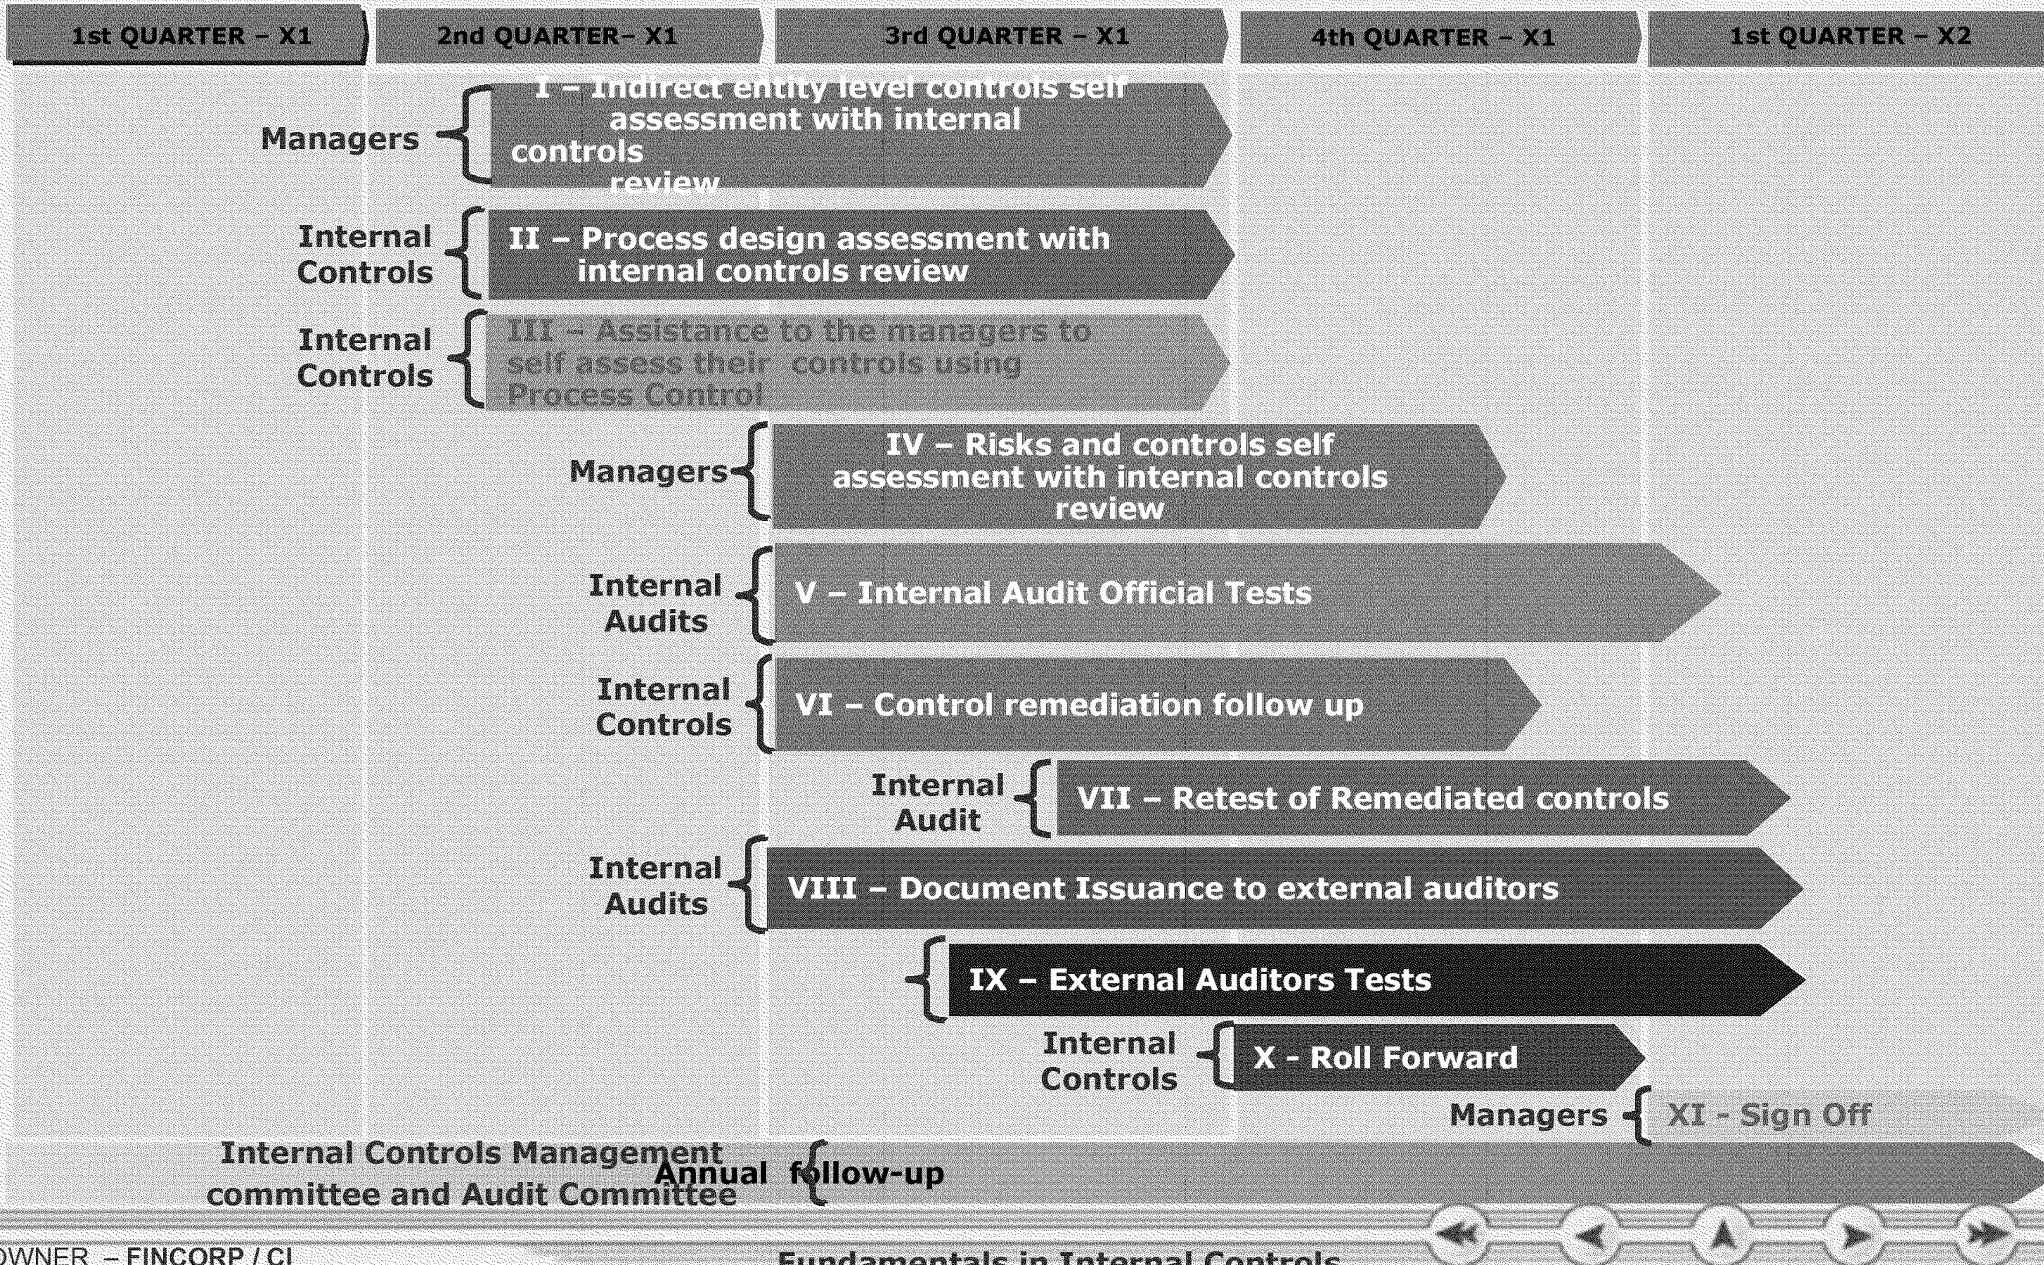 1st QUARTER – X1
2nd QUARTER– X1
3rd QUARTER – X1
4th QUARTER – X1
1st QUARTER – X2
Managers
I – Indirect entity level controls self
assessment with internal
controls
review
Internal
Controls
II – Process design assessment with
internal controls review
Internal
Controls
III – Assistance to the managers to
self assess their controls using
Process Control
Managers
IV – Risks and controls self
assessment with internal controls
review
Internal
Audits
V – Internal Audit Official Tests
Internal
Controls
VI – Control remediation follow up
Internal
Audit
VII – Retest of Remediated controls
Internal
Audits
VIII – Document Issuance to external auditors
IX – External Auditors Tests
Internal
Controls
X - Roll Forward
Managers
XI - Sign Off
Internal Controls Management
committee and Audit Committee
Annual follow-up
OWNER – FINCORP / CI
Fundamentals in Internal Controls